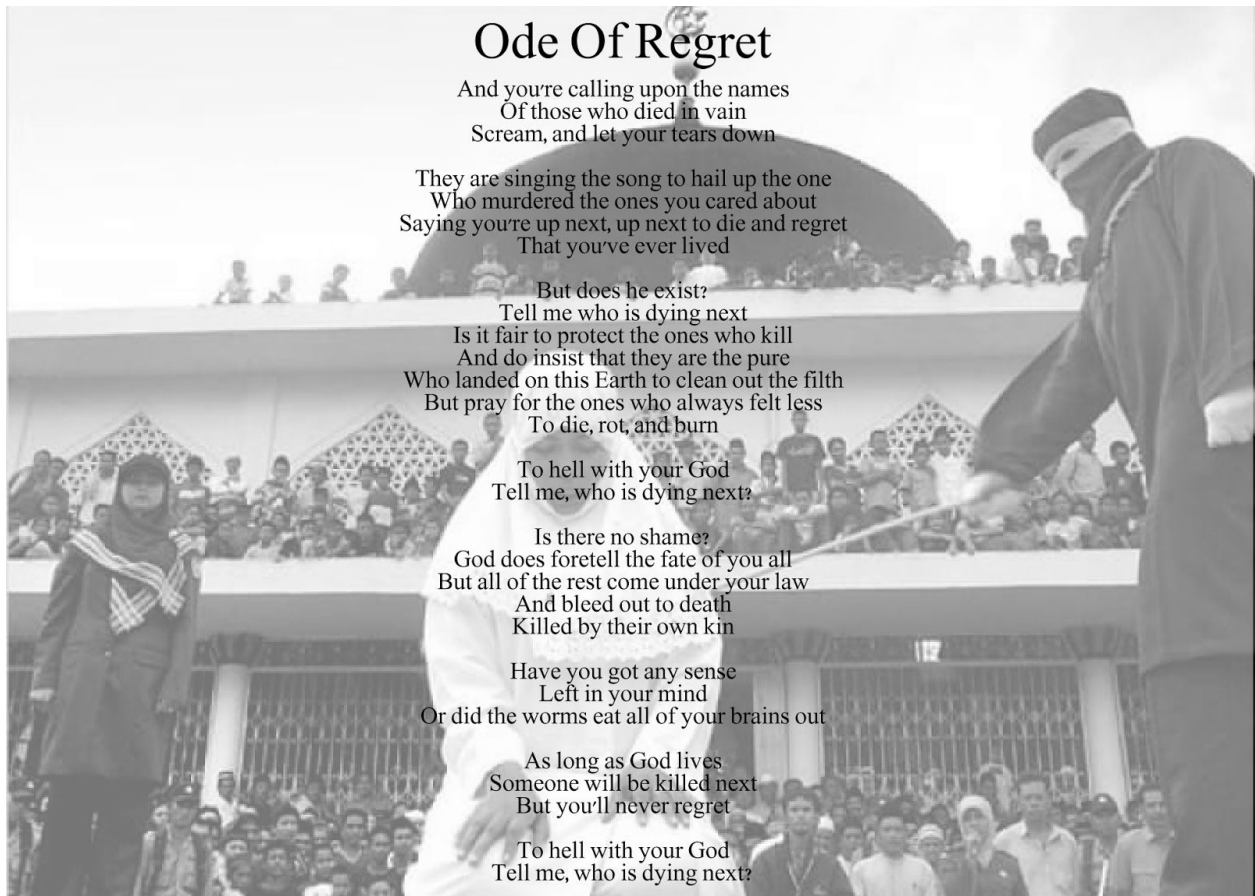 Ode Of Regret
And you're calling upon the names
Of those who died in vain
Scream, and let your tears down
They are singing the song to hail up the one
Who murdered the ones you cared about
Saying you're up next, up next to die and regret
That you've ever lived
But does he exist?
Tell me who is dying next
Is it fair to protect the ones who kill
And do insist that they are the pure
Who landed on this Earth to clean out the filth
But pray for the ones who always felt less
To die, rot, and burn
To hell with your God
Tell me, who is dying next?
Is there no shame?
God does foretell the fate of you all
But all of the rest come under your law
And bleed out to death
Killed by their own kin
Have you got any sense
Left in your mind
Or did the worms eat all of your brains out
As long as God lives
Someone will be killed next
But you'll never regret
To hell with your God
Tell me, who is dying next?